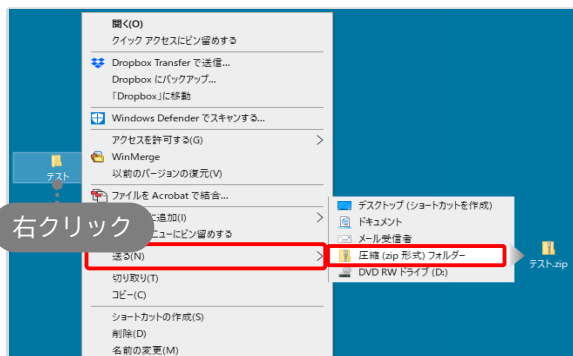 開く(O)
クイック アクセスにピン留めする
Dropbox Transfer で送信...
Dropbox にバックアップ...
「Dropbox」に移動
Windows Defender でスキャンする...
アクセスを許可する(G)
WinMerge
以前のバージョンの復元(V)
テスト
ファイルを Acrobat で結合...
右クリック
に追加(I)
ニューにピン留めする
送る(N)
デスクトップ (ショートカットを作成)
ドキュメント
メール受信者
圧縮 (zip 形式) フォルダー
DVD RW ドライブ (D:)
テスト.zip
切り取り(T)
コピー(C)
ショートカットの作成(S)
削除(D)
名前の変更(M)